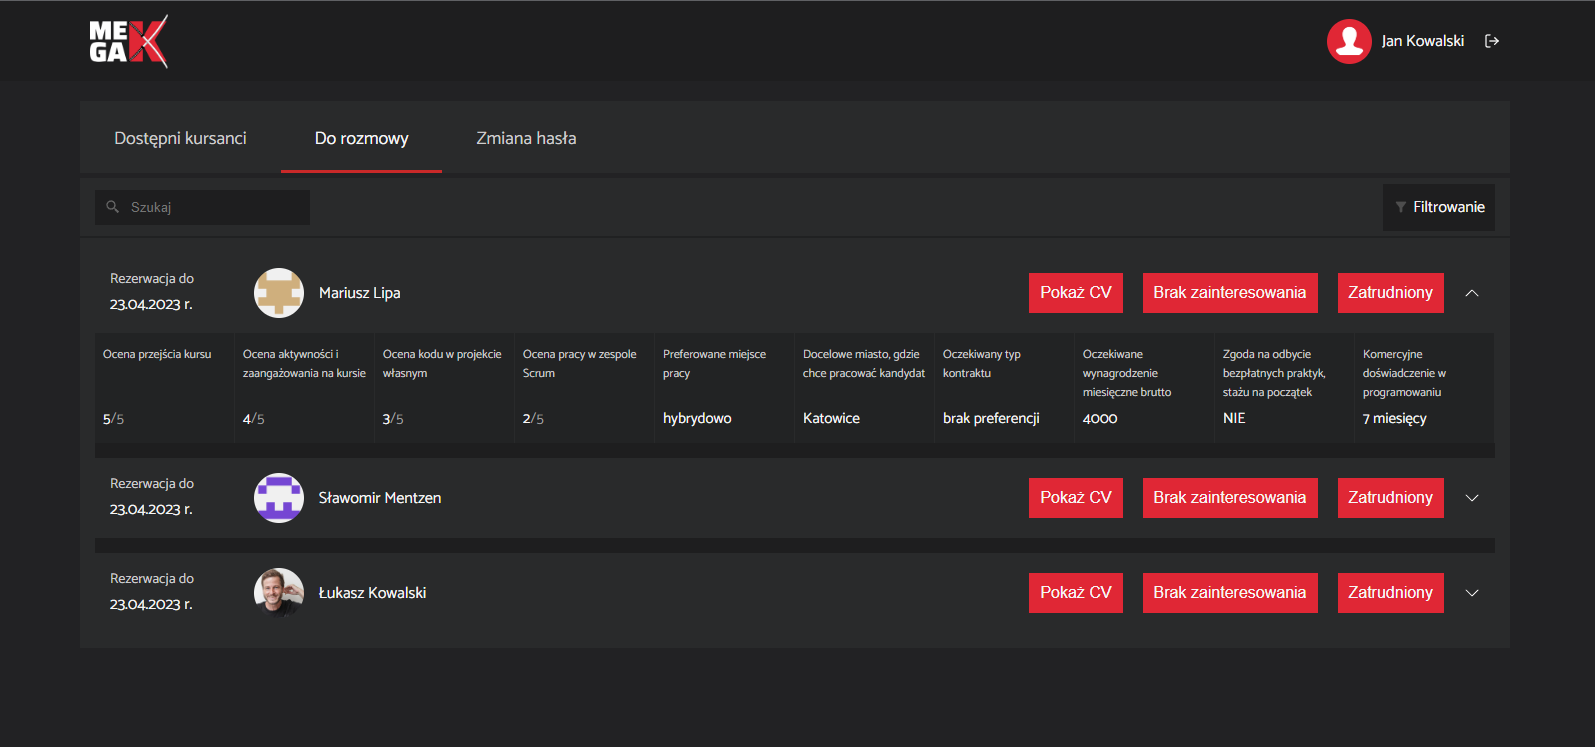 MEGAK
Jan Kowalski
Dostępni kursanci Do rozmowy Zmiana hasła
Szukaj Filtrowanie
Rezerwacja do
23.04.2023 r.
Mariusz Lipa Pokaż CV Brak zainteresowania Zatrudniony
Ocena przejścia kursu
5/5
Ocena aktywności i
zaangażowania na kursie
4/5
Ocena kodu w projekcie
własnym
3/5
Ocena pracy w zespole
Scrum
2/5
Preferowane miejsce
pracy
hybrydowo
Docelowe miasto, gdzie
chce pracować kandydat
Katowice
Oczekiwany typ
kontraktu
brak preferencji
Oczekiwane
wynagrodzenie
miesięczne brutto
4000
Zgoda na odbycie
bezpłatnych praktyk,
stażu na początek
NIE
Komercyjne
doświadczenie w
programowaniu
7 miesięcy
Rezerwacja do
23.04.2023 r.
Sławomir Mentzen Pokaż CV Brak zainteresowania Zatrudniony
Rezerwacja do
23.04.2023 r.
Łukasz Kowalski Pokaż CV Brak zainteresowania Zatrudniony